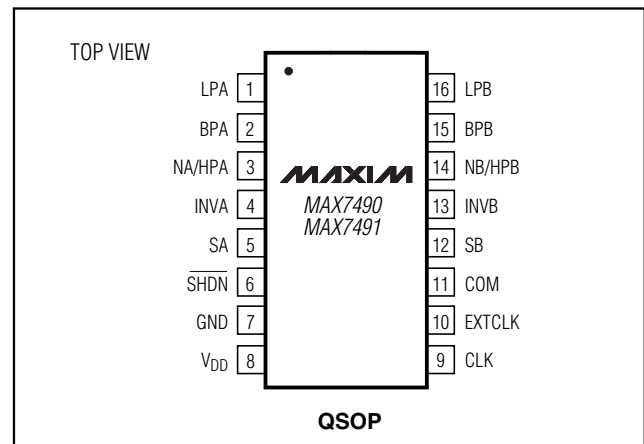 TOP VIEW
LPA 1
BPA 2
NA/HPA 3
INVA 4
SA 5
SHDN 6
GND 7
VDD 8
MAXIM
MAX7490
MAX7491
16 LPB
15 BPB
14 NB/HPB
13 INVB
12 SB
11 COM
10 EXTCLK
9 CLK
QSOP